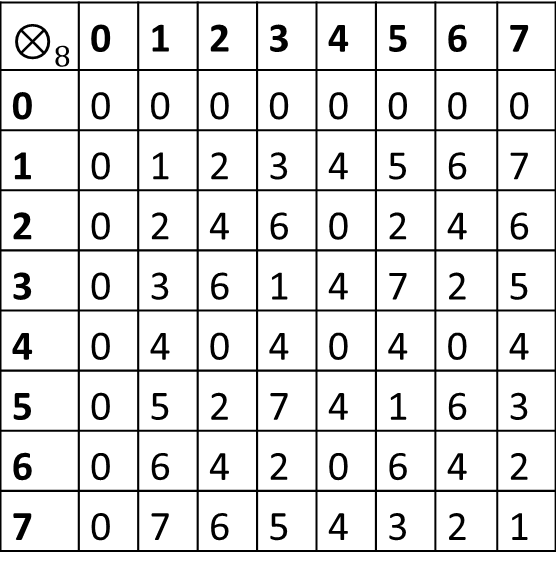 ⊗₈ 0 1 2 3 4 5 6 7
0 0 0 0 0 0 0 0 0
1 0 1 2 3 4 5 6 7
2 0 2 4 6 0 2 4 6
3 0 3 6 1 4 7 2 5
4 0 4 0 4 0 4 0 4
5 0 5 2 7 4 1 6 3
6 0 6 4 2 0 6 4 2
7 0 7 6 5 4 3 2 1